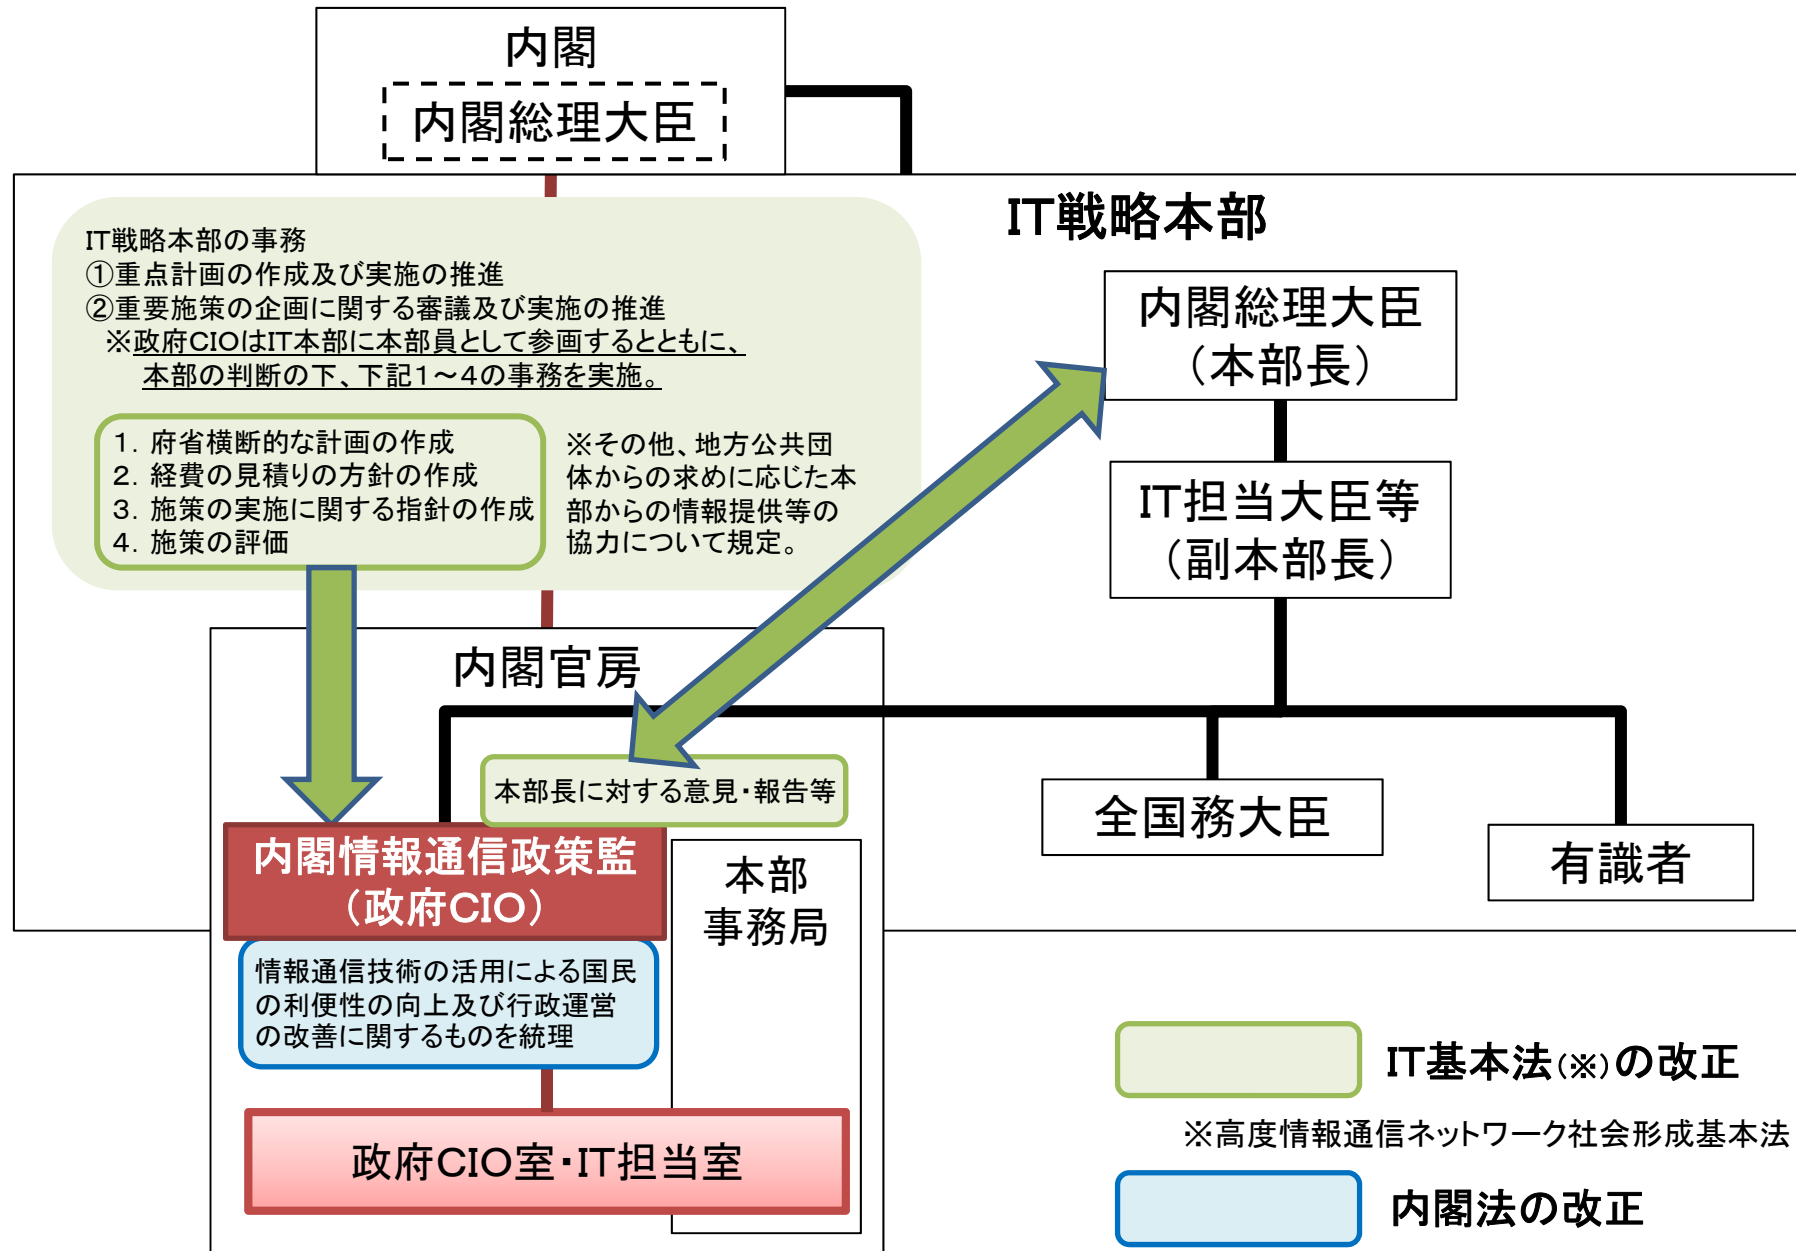 内閣
内閣総理大臣
IT戦略本部
IT戦略本部の事務
①重点計画の作成及び実施の推進
②重要施策の企画に関する審議及び実施の推進
※政府CIOはIT本部に本部員として参画するとともに、
本部の判断の下、下記１～４の事務を実施。
１．府省横断的な計画の作成
２．経費の見積りの方針の作成
３．施策の実施に関する指針の作成
４．施策の評価
※その他、地方公共団
体からの求めに応じた本
部からの情報提供等の
協力について規定。
内閣総理大臣
（本部長）
IT担当大臣等
（副本部長）
内閣官房
本部長に対する意見・報告等
全国務大臣
有識者
内閣情報通信政策監
（政府CIO）
本部
事務局
情報通信技術の活用による国民
の利便性の向上及び行政運営
の改善に関するものを統理
政府CIO室・IT担当室
IT基本法（※）の改正
※高度情報通信ネットワーク社会形成基本法
内閣法の改正